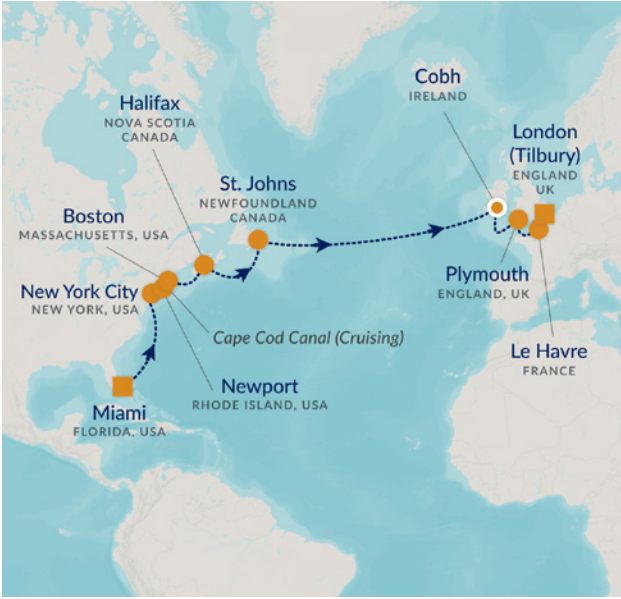 Cobh
IRELAND
Halifax
NOVA SCOTIA
CANADA
London
(Tilbury)
ENGLAND
UK
St. Johns
NEWFOUNDLAND
CANADA
Boston
MASSACHUSETTS, USA
Plymouth
ENGLAND, UK
New York City
NEW YORK, USA
Cape Cod Canal (Cruising)
Le Havre
FRANCE
Newport
RHODE ISLAND, USA
Miami
FLORIDA, USA